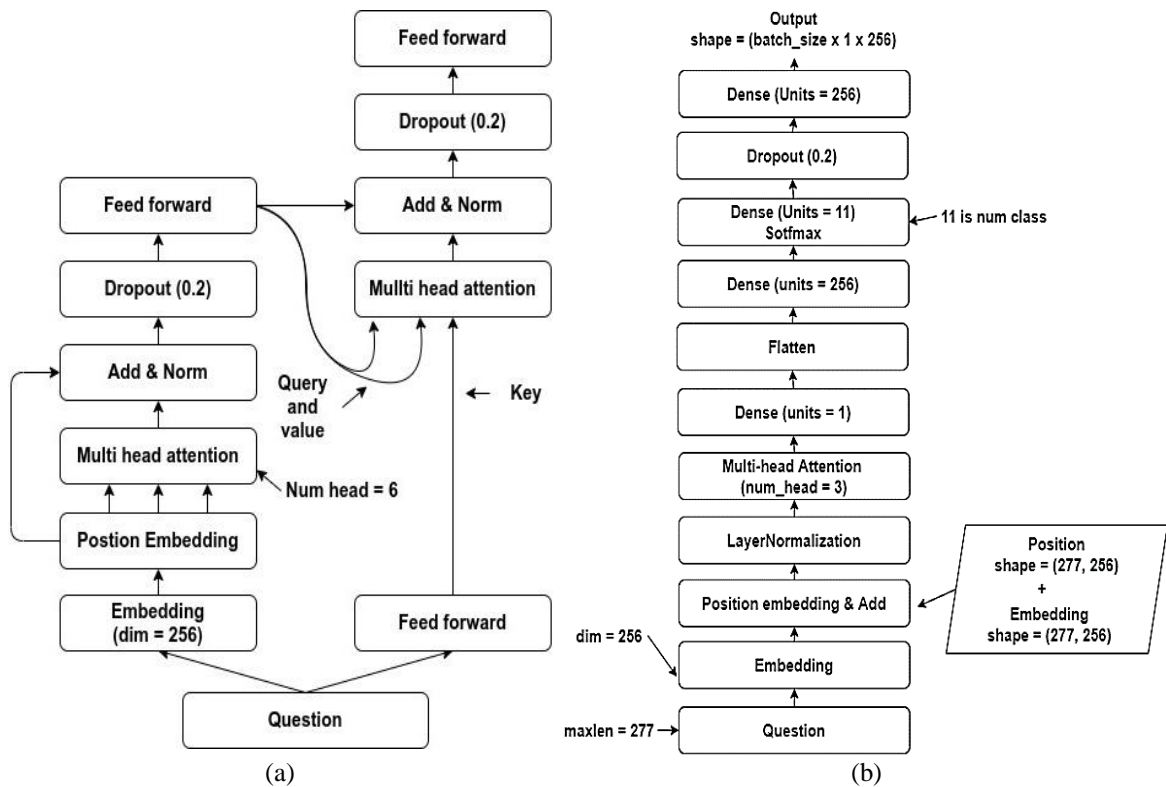 Feed forward
Dropout (0.2)
Add & Norm
Mullti head attention
Feed forward
Dropout (0.2)
Add & Norm
Multi head attention
Num head = 6
Postion Embedding
Embedding
(dim = 256)
Query
and
value
Key
Feed forward
Question
(a)
Output
shape = (batch_size x 1 x 256)
Dense (Units = 256)
Dropout (0.2)
Dense (Units = 11)
Sotfmax
11 is num class
Dense (units = 256)
Flatten
Dense (units = 1)
Multi-head Attention
(num_head = 3)
LayerNormalization
Position embedding & Add
Position
shape = (277, 256)
+
Embedding
shape = (277, 256)
dim = 256
Embedding
maxlen = 277
Question
(b)